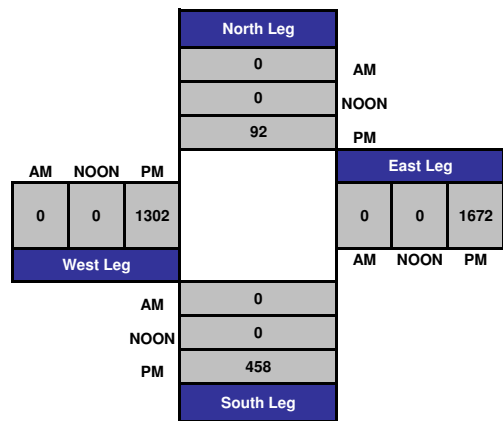 North Leg
0 AM
0 NOON
92 PM
AM NOON PM East Leg
0 0 1302 0 0 1672
West Leg AM NOON PM
AM 0
NOON 0
PM 458
South Leg